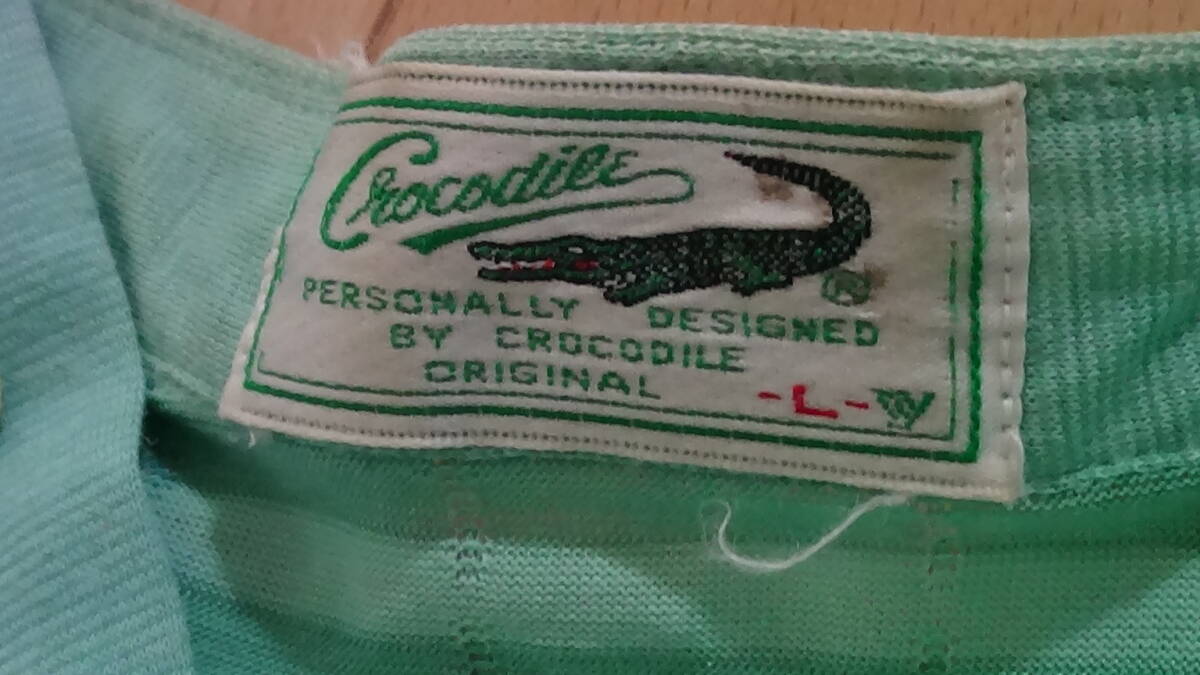 Crocodile
®
PERSONALLY DESIGNED
BY CROCODILE
ORIGINAL
-L-